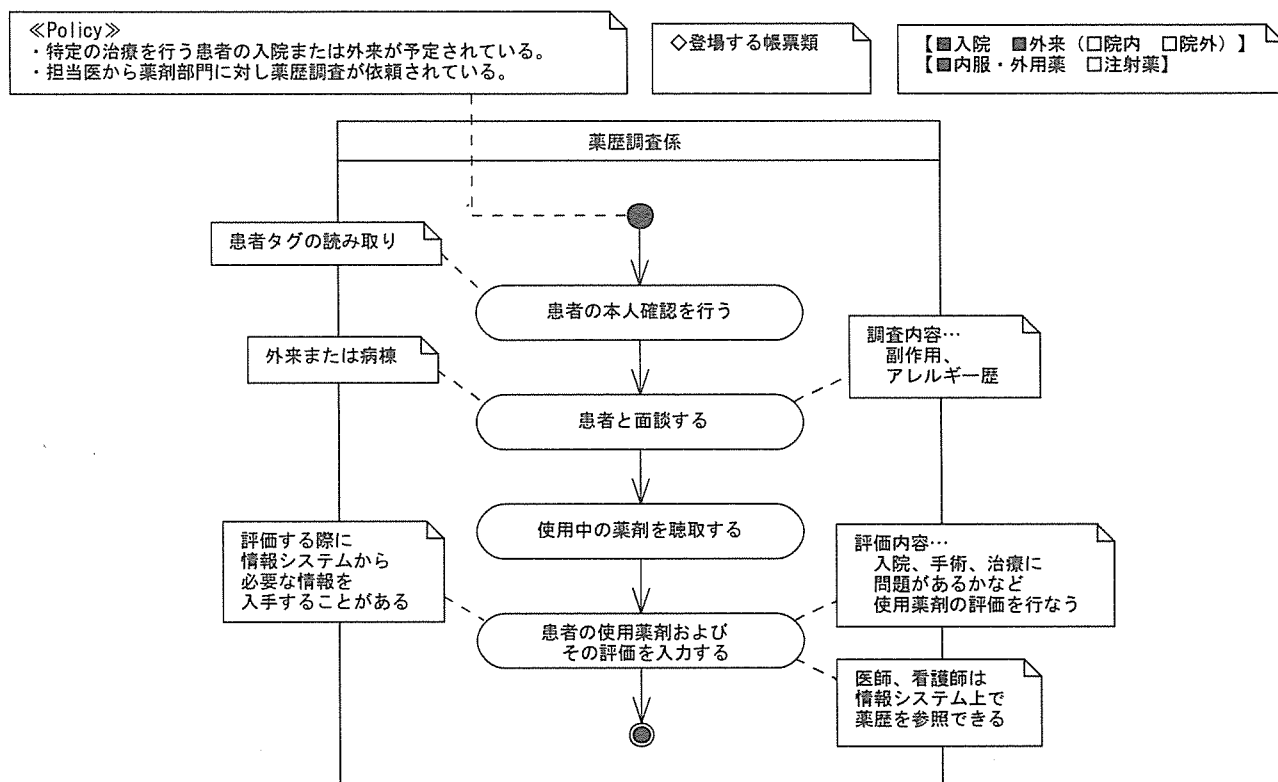 ≪Policy≫
・特定の治療を行う患者の入院または外来が予定されている。
・担当医から薬剤部門に対し薬歴調査が依頼されている。
◇登場する帳票類
【■入院　■外来（□院内　□院外）】
【■内服・外用薬　□注射薬】
薬歴調査係
患者タグの読み取り
患者の本人確認を行う
外来または病棟
調査内容…
副作用、
アレルギー歴
患者と面談する
使用中の薬剤を聴取する
評価する際に
情報システムから
必要な情報を
入手することがある
評価内容…
入院、手術、治療に
問題があるかなど
使用薬剤の評価を行なう
患者の使用薬剤および
その評価を入力する
医師、看護師は
情報システム上で
薬歴を参照できる